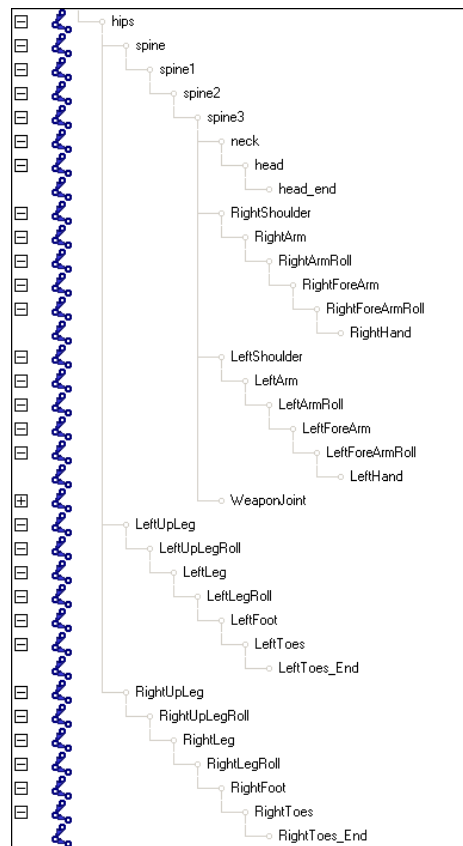 hips
spine
spine1
spine2
spine3
neck
head
head_end
RightShoulder
RightArm
RightArmRoll
RightForeArm
RightForeArmRoll
RightHand
LeftShoulder
LeftArm
LeftArmRoll
LeftForeArm
LeftForeArmRoll
LeftHand
WeaponJoint
LeftUpLeg
LeftUpLegRoll
LeftLeg
LeftLegRoll
LeftFoot
LeftToes
LeftToes_End
RightUpLeg
RightUpLegRoll
RightLeg
RightLegRoll
RightFoot
RightToes
RightToes_End